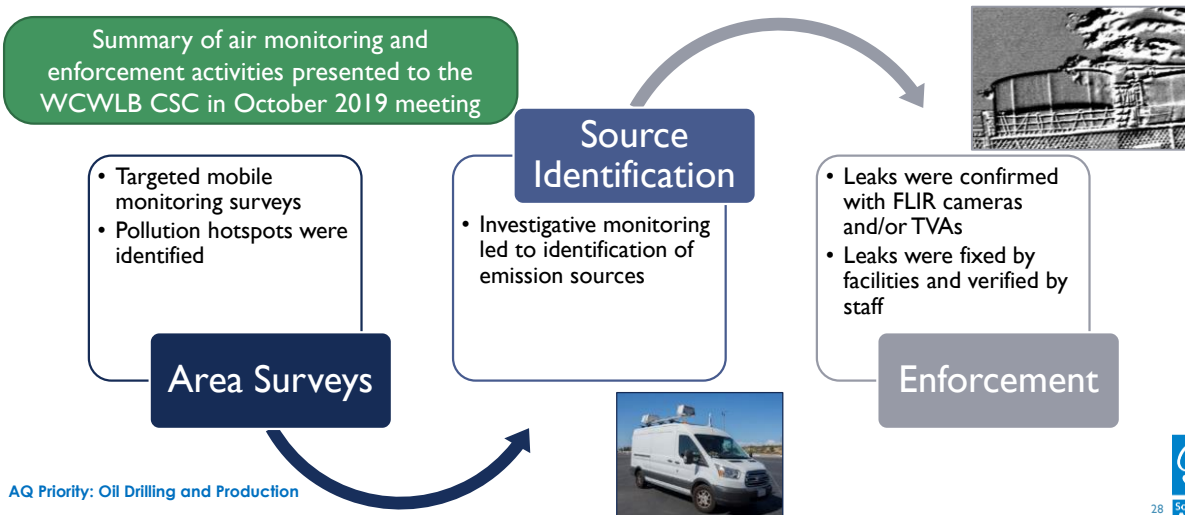 Summary of air monitoring and
enforcement activities presented to the
WCWLB CSC in October 2019 meeting
• Targeted mobile
monitoring surveys
• Pollution hotspots were
identified
Area Surveys
Source
Identification
• Investigative monitoring
led to identification of
emission sources
• Leaks were confirmed
with FLIR cameras
and/or TVAs
• Leaks were fixed by
facilities and verified by
staff
Enforcement
AQ Priority: Oil Drilling and Production
28